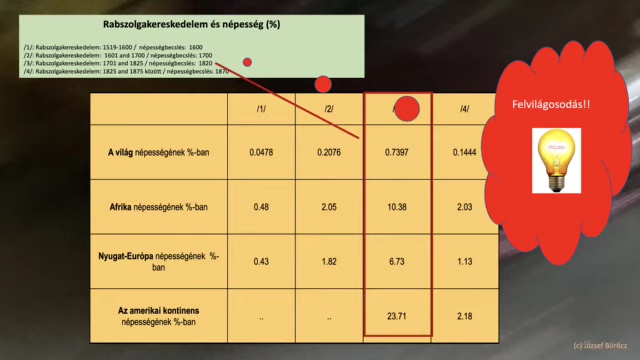 Rabszolgakereskedelem és népesség (%)
/1/: Rabszolgakereskedelem: 1519-1600 / népességbecslés: 1600
/2/: Rabszolgakereskedelem: 1601 and 1700 / népességbecslés: 1700
/3/: Rabszolgakereskedelem: 1701 and 1825 / népességbecslés: 1820
/4/: Rabszolgakereskedelem: 1825 és 1875 között / népességbecslés: 1870
/1/ /2/ /4/
A világ népességének %-ban 0.0478 0.2076 0.7397 0.1444
Afrika népességének %-ban 0.48 2.05 10.38 2.03
Nyugat-Európa népességének %-
ban 0.43 1.82 6.73 1.13
Az amerikai kontinens
népességének %-ban .. .. 23.71 2.18
Felvilágosodás!!
(c) József Böröcz